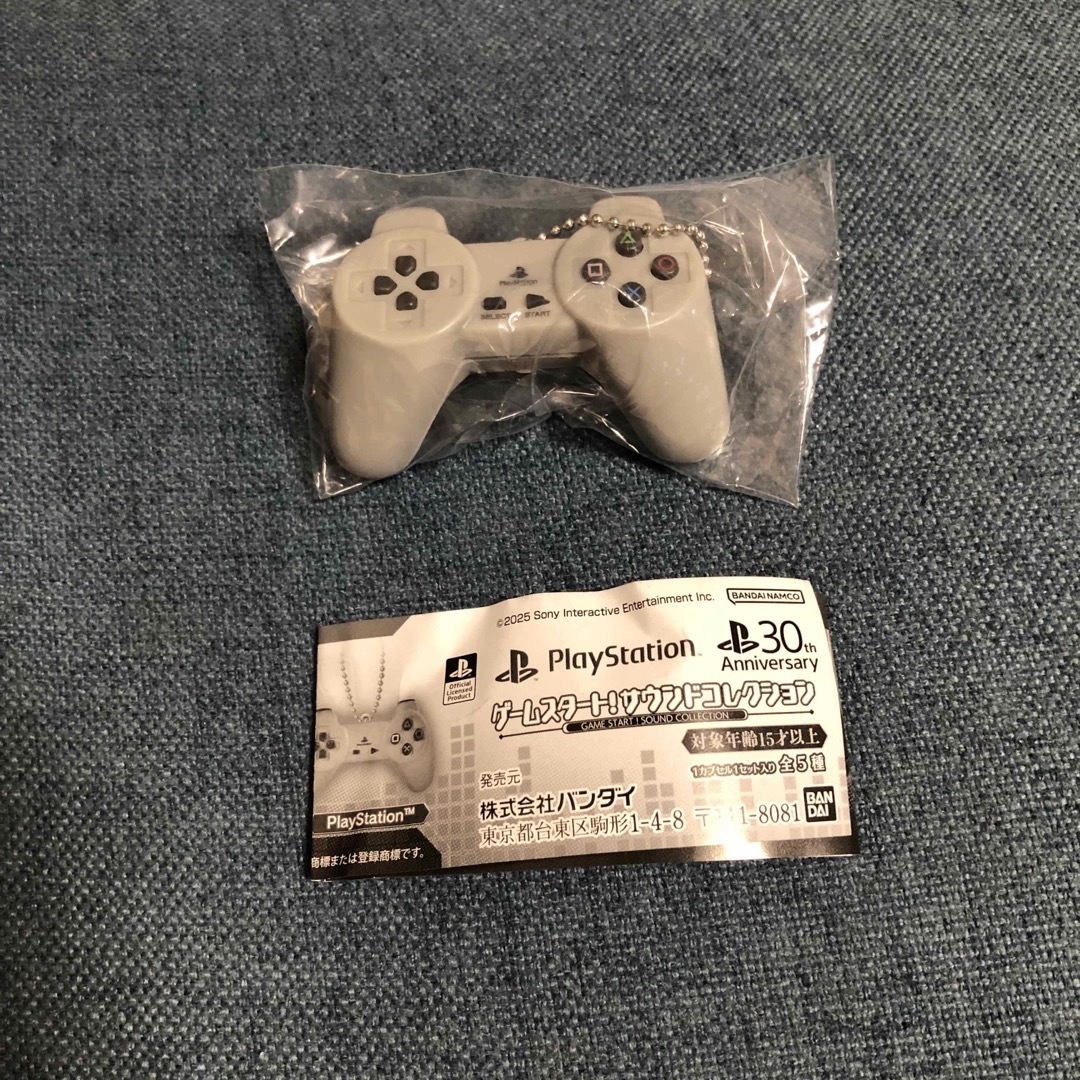 PlayStation
SELECT START
©2025 Sony Interactive Entertainment Inc.
BANDAI NAMCO
Official
Licensed
Product
PlayStation™
30th
Anniversary
ゲームスタート!サウンドコレクション
GAME START! SOUND COLLECTION
対象年齢15才以上
1カプセル1セット入り 全5種
発売元
株式会社バンダイ
東京都台東区駒形1-4-8 〒111-8081
BAN
DAI
PlayStation™
商標または登録商標です。